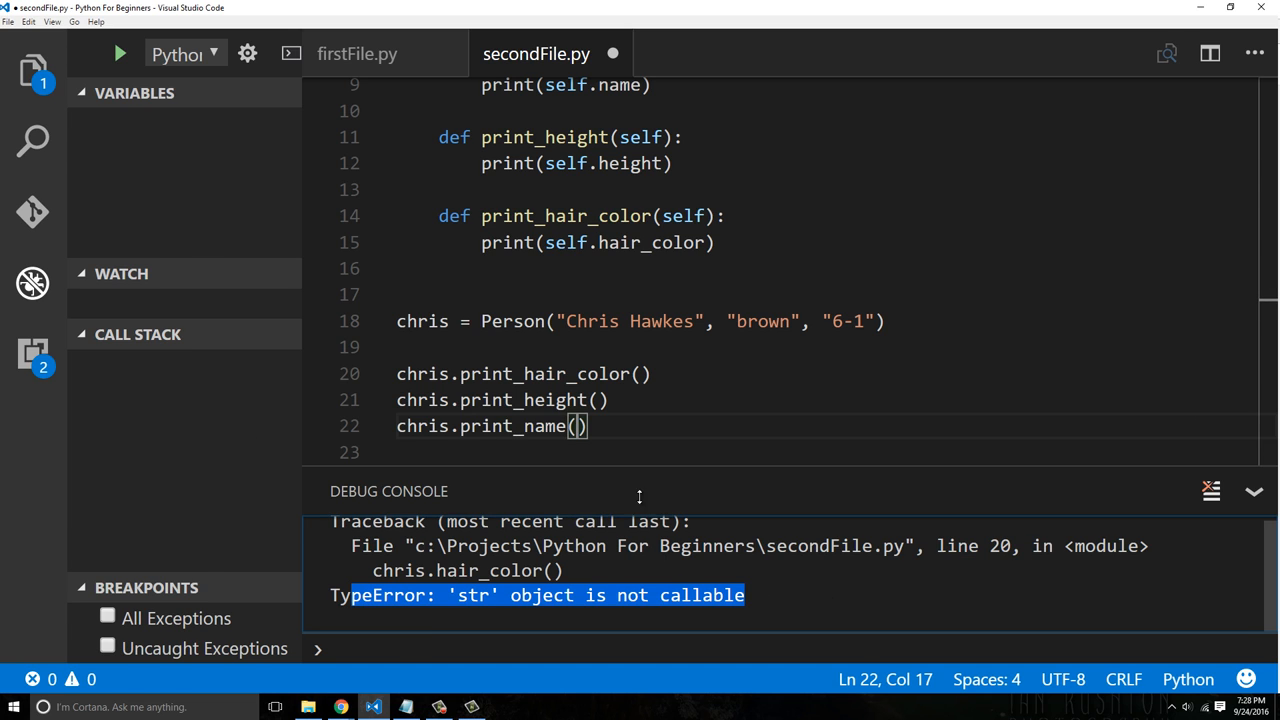 ● secondFile.py - Python For Beginners - Visual Studio Code
File Edit View Go Help
Pythor
firstFile.py
secondFile.py
1
VARIABLES
WATCH
CALL STACK
2
BREAKPOINTS
All Exceptions
Uncaught Exceptions
9 print(self.name)
10
11 def print_height(self):
12 print(self.height)
13
14 def print_hair_color(self):
15 print(self.hair_color)
16
17
18 chris = Person("Chris Hawkes", "brown", "6-1")
19
20 chris.print_hair_color()
21 chris.print_height()
22 chris.print_name()
23
DEBUG CONSOLE
Traceback (most recent call last):
File "c:\Projects\Python For Beginners\secondFile.py", line 20, in <module>
chris.hair_color()
TypeError: 'str' object is not callable
0 0
Ln 22, Col 17 Spaces: 4 UTF-8 CRLF Python
I'm Cortana. Ask me anything.
7:28 PM
9/24/2016